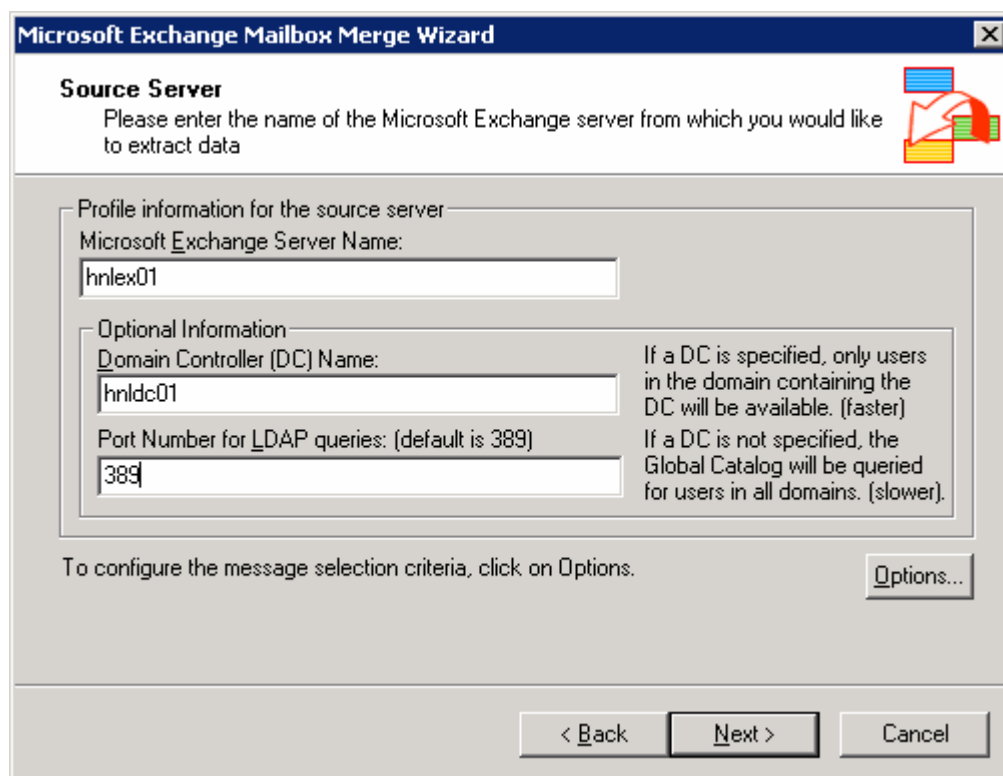 Microsoft Exchange Mailbox Merge Wizard
Source Server
Please enter the name of the Microsoft Exchange server from which you would like
to extract data
Profile information for the source server
Microsoft Exchange Server Name:
hnlex01
Optional Information
Domain Controller (DC) Name:
hnldc01
If a DC is specified, only users
in the domain containing the
DC will be available. (faster)
Port Number for LDAP queries: (default is 389)
389
If a DC is not specified, the
Global Catalog will be queried
for users in all domains. (slower).
To configure the message selection criteria, click on Options.
Options...
< Back
Next >
Cancel